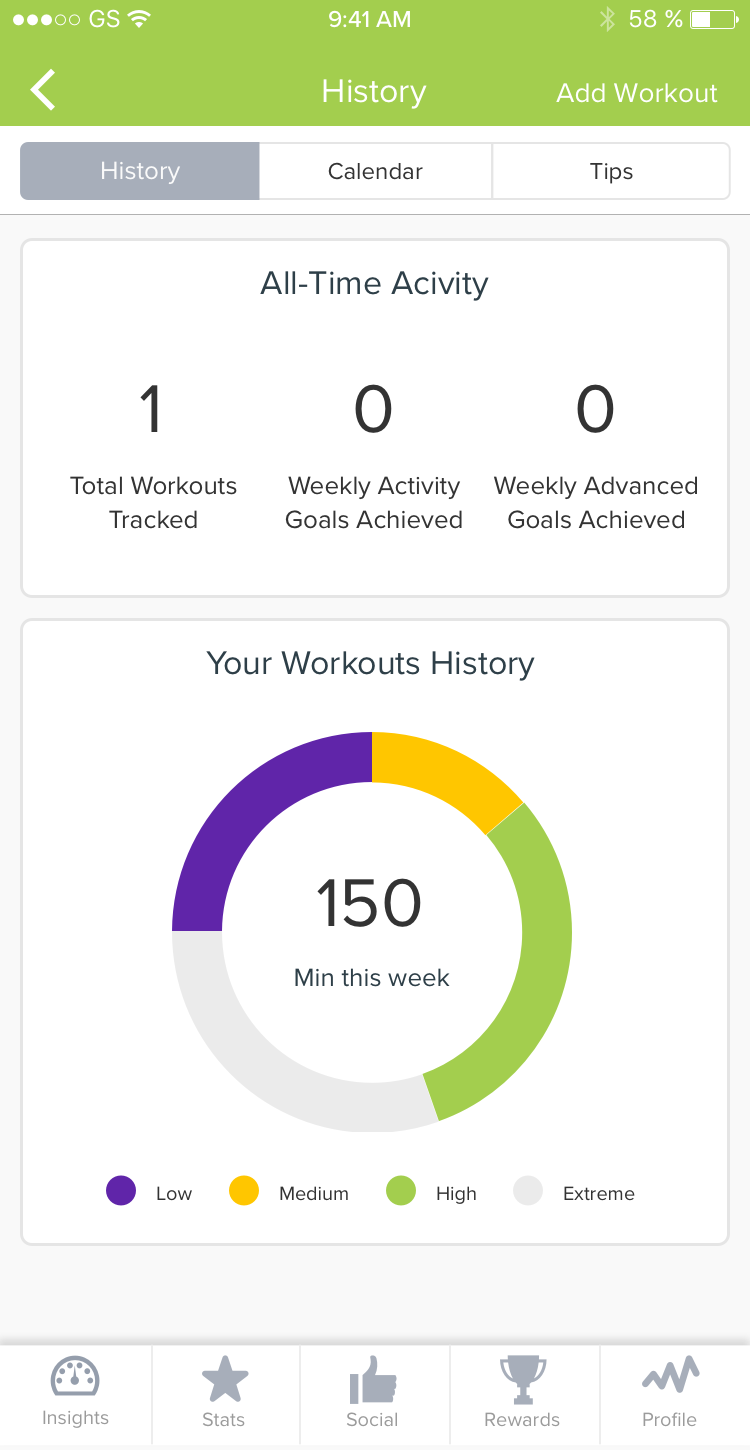 GS 9:41 AM 58 %
History Add Workout
History Calendar Tips
All-Time Acivity
1 0 0
Total Workouts Weekly Activity Weekly Advanced
Tracked Goals Achieved Goals Achieved
Your Workouts History
150
Min this week
Low Medium High Extreme
Insights Stats Social Rewards Profile